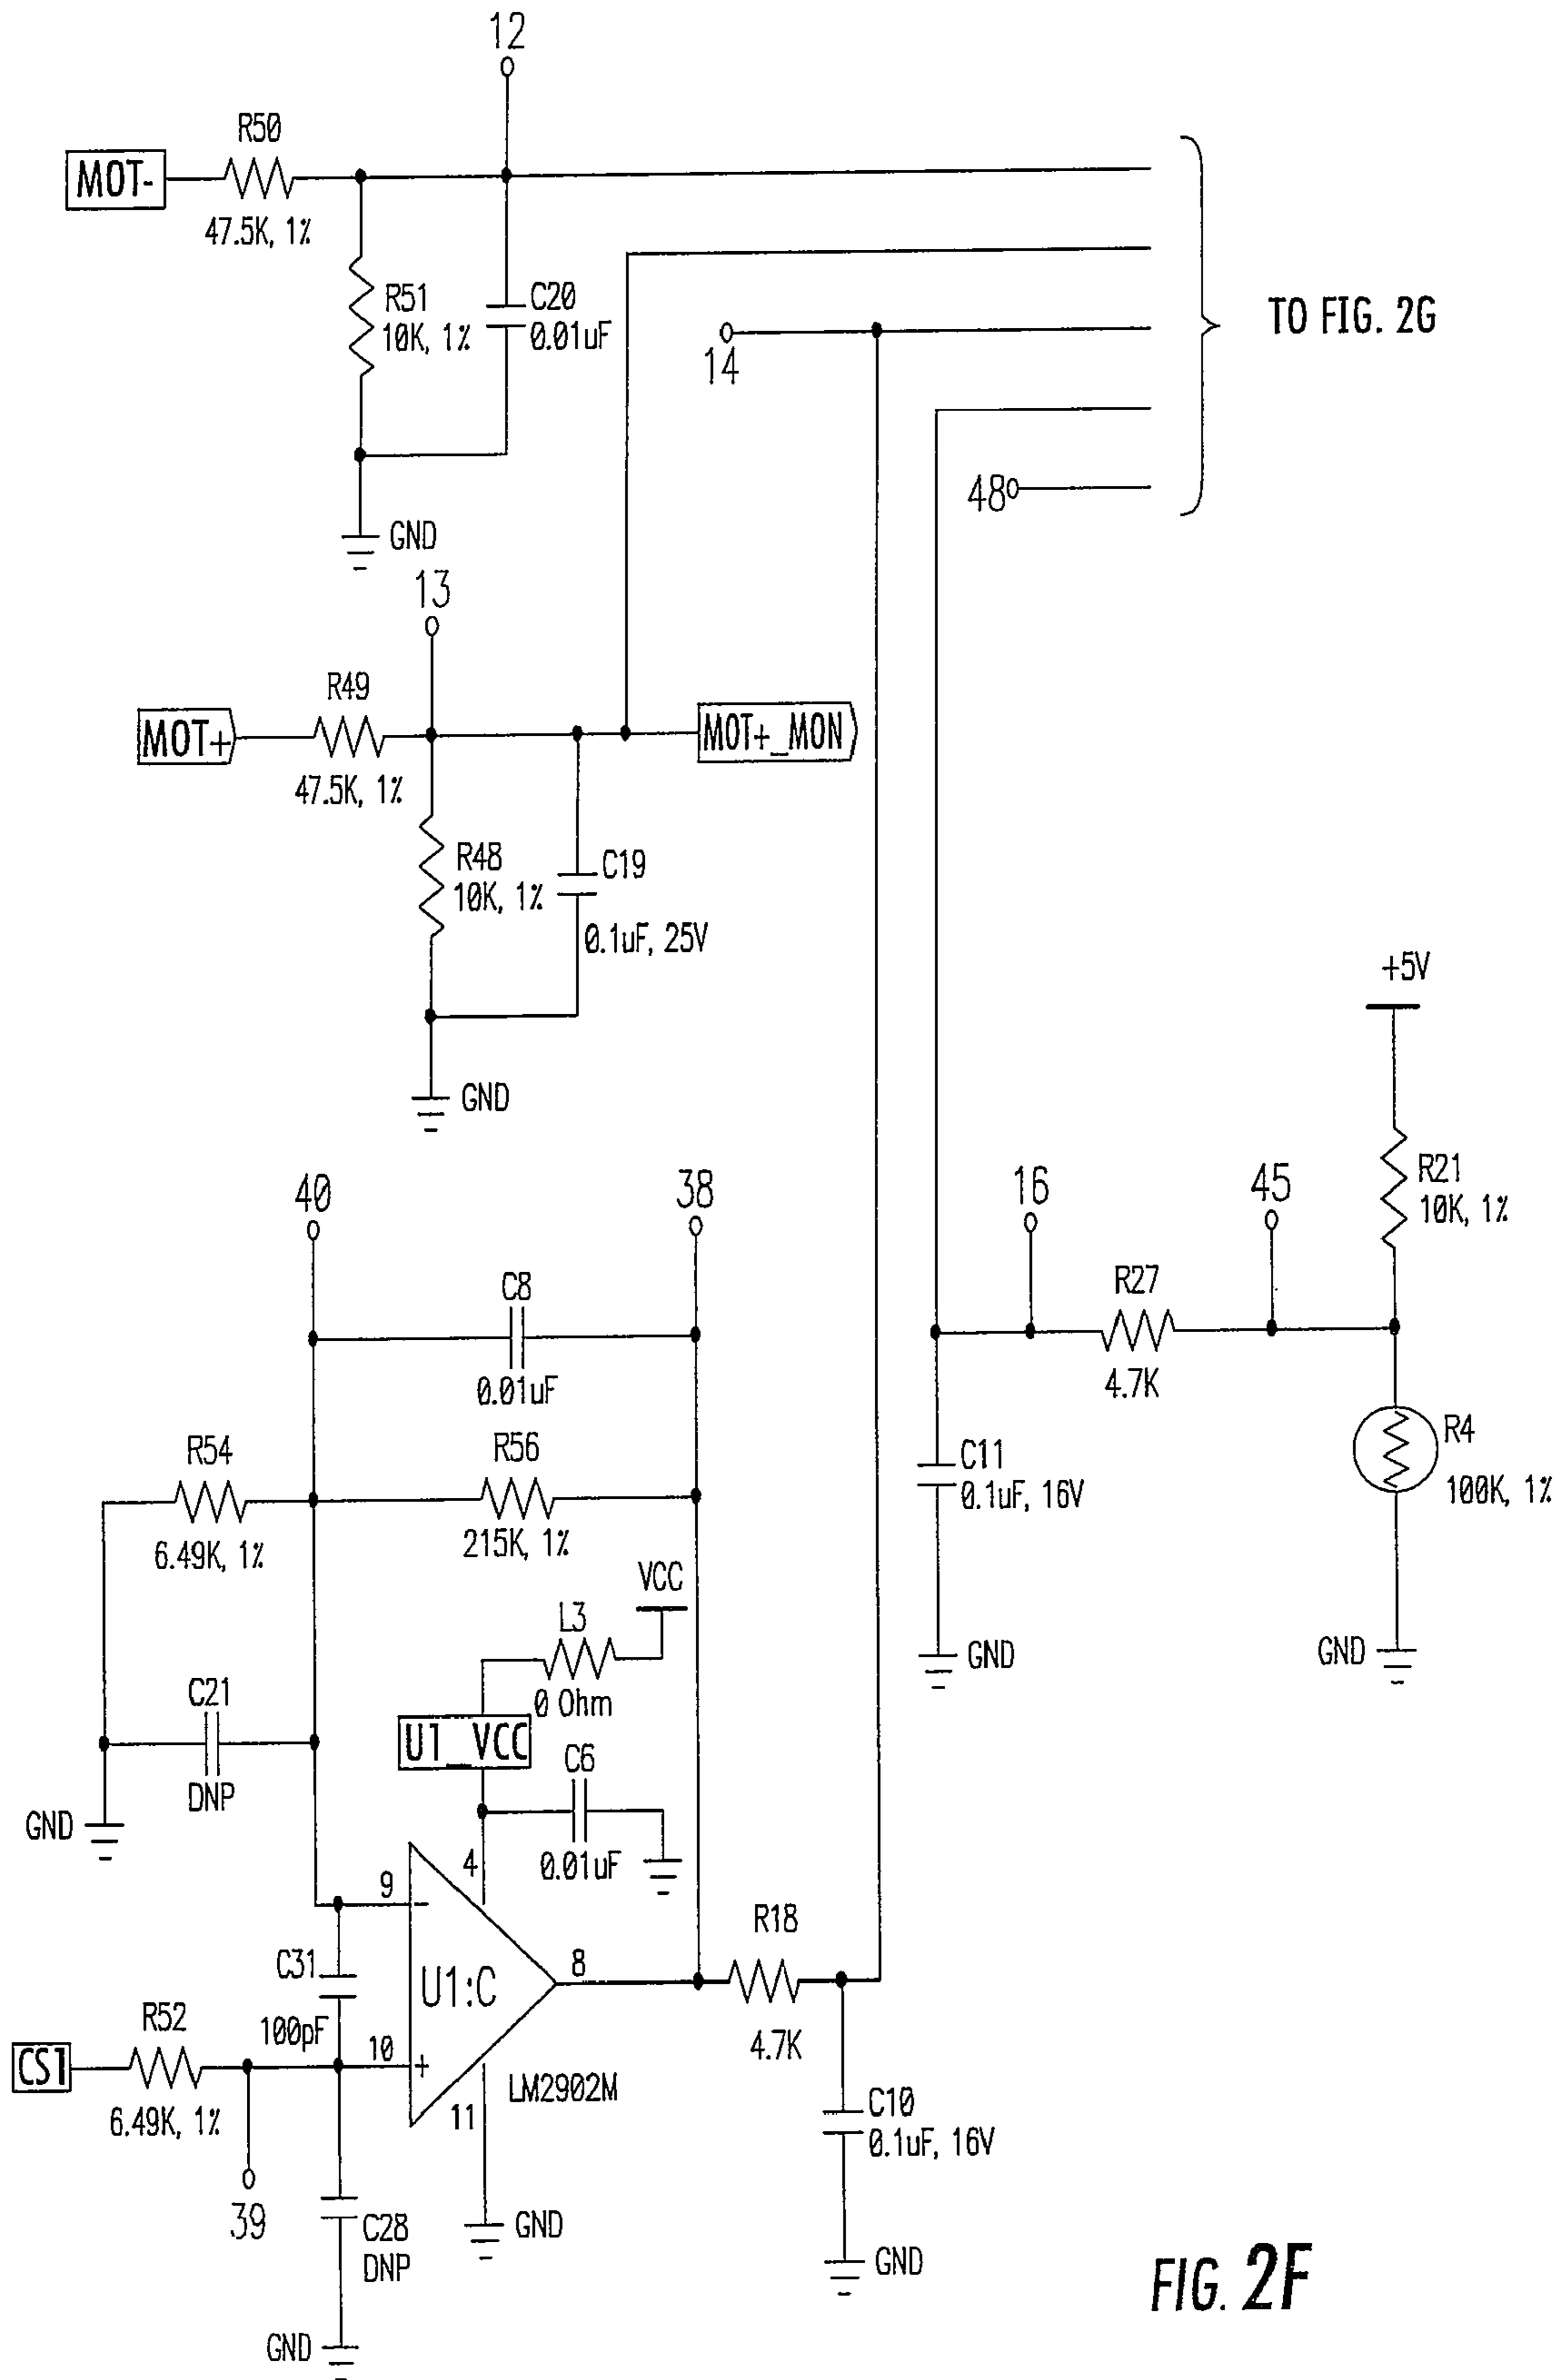 12
R50
MOT-
47.5K, 1%
R51
10K, 1%
C20
0.01uF
TO FIG. 2G
14
48
GND
13
R49
MOT+
47.5K, 1%
MOT+_MON
R48
10K, 1%
C19
0.1uF, 25V
GND
+5V
R21
10K, 1%
40
38
16
45
C8
0.01uF
R27
4.7K
R54
6.49K, 1%
R56
215K, 1%
C11
0.1uF, 16V
R4
100K, 1%
VCC
L3
0 Ohm
GND
GND
C21
DNP
U1_VCC
C6
0.01uF
GND
4
9
-
C31
100pF
U1:C
8
R18
4.7K
CS1
R52
6.49K, 1%
10
+
LM2902M
11
39
C28
DNP
GND
C10
0.1uF, 16V
GND
GND
FIG. 2F